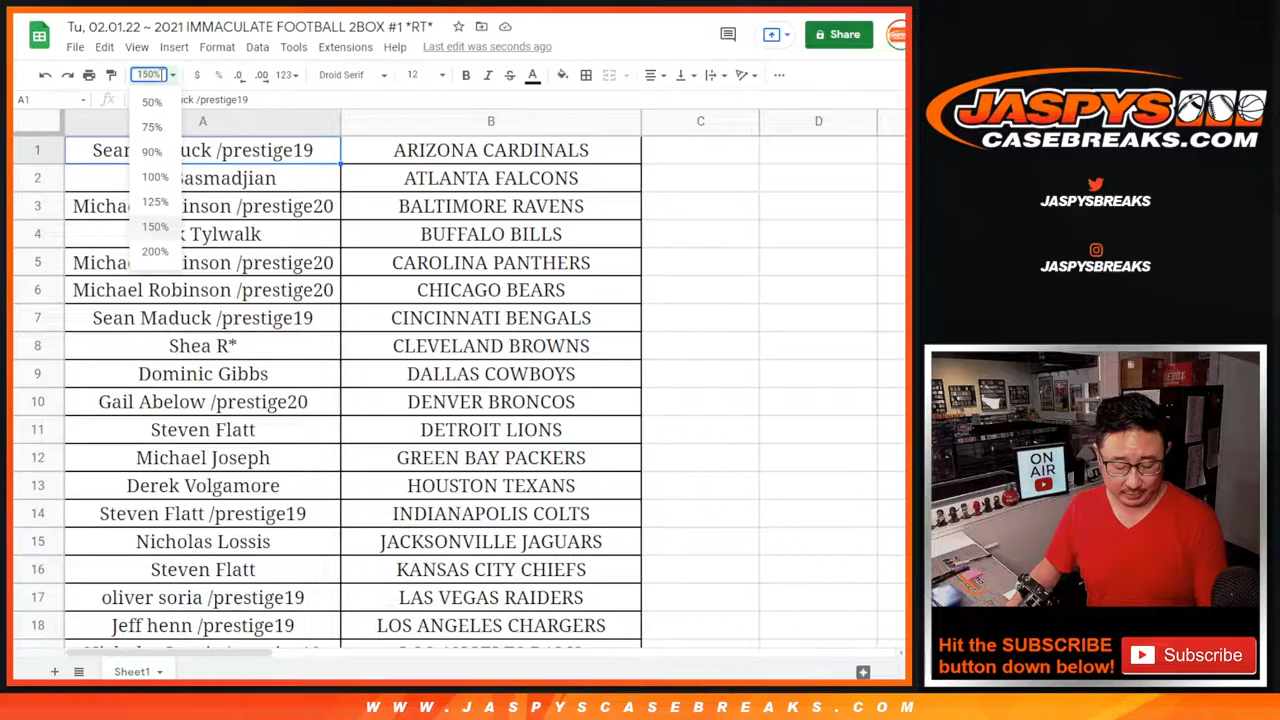 Tu, 02.01.22 ~ 2021 IMMACULATE FOOTBALL 2BOX #1 *RT*
Share
File Edit View Insert Format Data Tools Extensions Help Last edit was seconds ago
150% $ % .0 .00 123 Droid Serif 12 B I S A
A1 fx uck /prestige19
50%
75%
90%
100%
125%
150%
200%
A B C D
1 Sean uck /prestige19 ARIZONA CARDINALS
2 Basmadjian ATLANTA FALCONS
3 Michae inson /prestige20 BALTIMORE RAVENS
4 k Tylwalk BUFFALO BILLS
5 Michae inson /prestige20 CAROLINA PANTHERS
6 Michael Robinson /prestige20 CHICAGO BEARS
7 Sean Maduck /prestige19 CINCINNATI BENGALS
8 Shea R* CLEVELAND BROWNS
9 Dominic Gibbs DALLAS COWBOYS
10 Gail Abelow /prestige20 DENVER BRONCOS
11 Steven Flatt DETROIT LIONS
12 Michael Joseph GREEN BAY PACKERS
13 Derek Volgamore HOUSTON TEXANS
14 Steven Flatt /prestige19 INDIANAPOLIS COLTS
15 Nicholas Lossis JACKSONVILLE JAGUARS
16 Steven Flatt KANSAS CITY CHIEFS
17 oliver soria /prestige19 LAS VEGAS RAIDERS
18 Jeff henn /prestige19 LOS ANGELES CHARGERS
Sheet1
JASPYS
CASEBREAKS.COM
JASPYSBREAKS
JASPYSBREAKS
ON
AIR
Hit the SUBSCRIBE
button down below!
Subscribe
WWW.JASPYSCASEBREAKS.COM